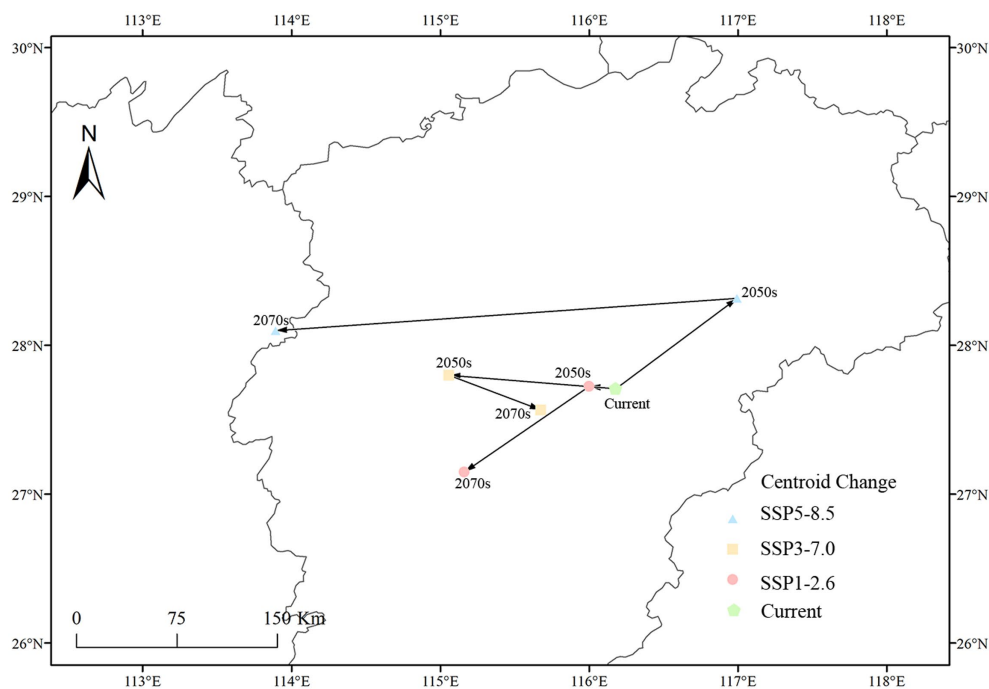 113°E 114°E 115°E 116°E 117°E 118°E
30°N 30°N
N
29°N 29°N
2050s
2070s
28°N 28°N
2050s 2050s
Current
2070s
2070s
Centroid Change
27°N 27°N
SSP5-8.5
SSP3-7.0
SSP1-2.6
Current
0 75 150 Km
26°N 26°N
113°E 114°E 115°E 116°E 117°E 118°E